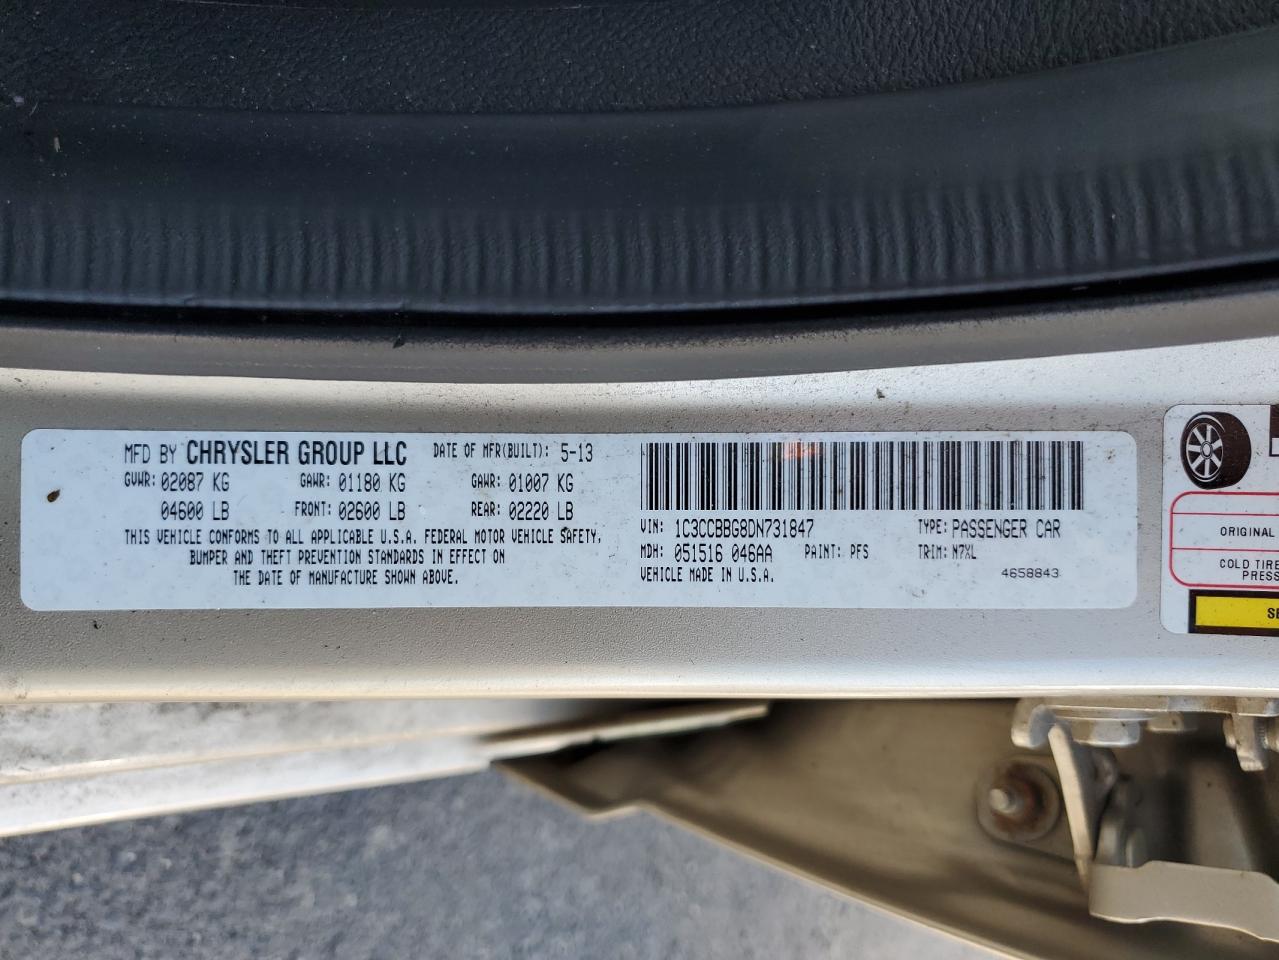 MFD BY CHRYSLER GROUP LLC DATE OF MFR(BUILT): 5-13
GVWR: 02087 KG GAWR: 01180 KG GAWR: 01007 KG
04600 LB FRONT: 02600 LB REAR: 02220 LB
THIS VEHICLE CONFORMS TO ALL APPLICABLE U.S.A. FEDERAL MOTOR VEHICLE SAFETY,
BUMPER AND THEFT PREVENTION STANDARDS IN EFFECT ON
THE DATE OF MANUFACTURE SHOWN ABOVE.
VIN: 1C3CCBBG8DN731847 TYPE: PASSENGER CAR
MDH: 051516 046AA PAINT: PFS TRIM: N7XL
VEHICLE MADE IN U.S.A. 4658843
ORIGINAL
COLD TIRE
PRESS
SE